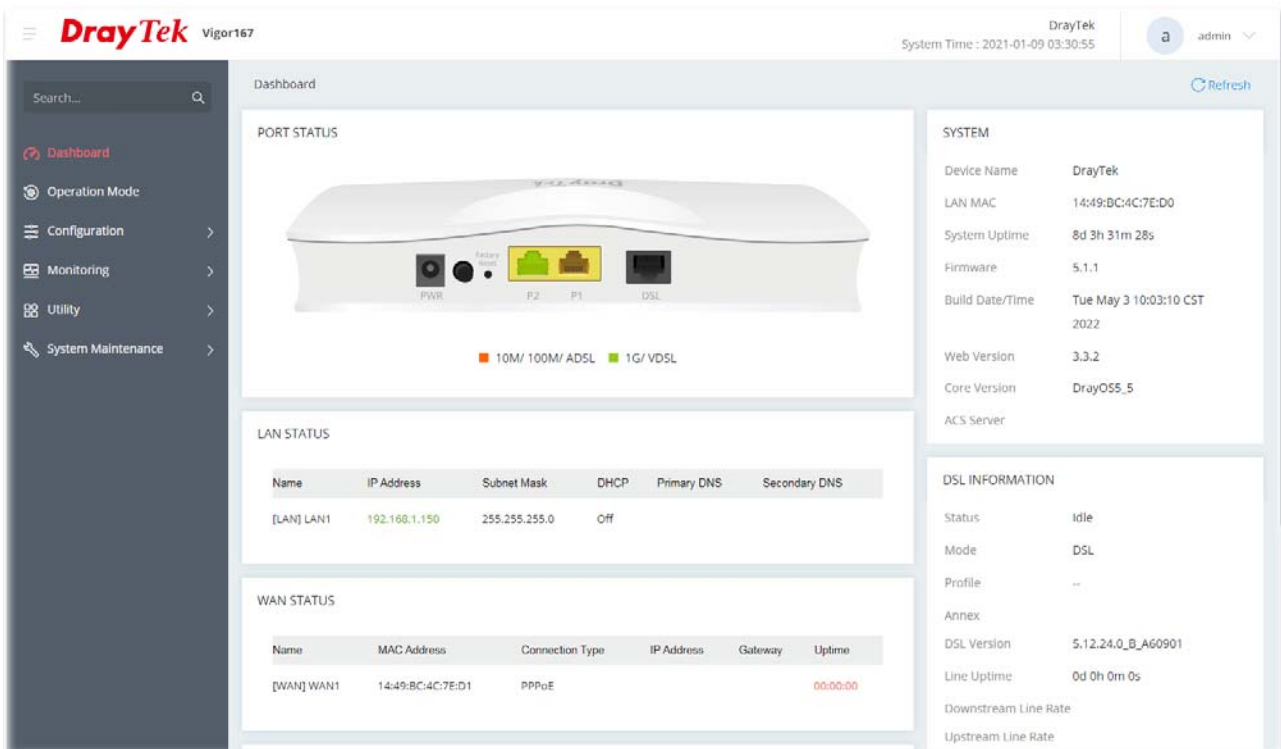 DrayTek Vigor167
DrayTek
System Time : 2021-01-09 03:30:55
a admin
Search...
Dashboard
Operation Mode
Configuration
Monitoring
Utility
System Maintenance
Dashboard
Refresh
PORT STATUS
DrayTek
Factory
Reset
PWR P2 P1 DSL
10M/ 100M/ ADSL 1G/ VDSL
LAN STATUS
Name IP Address Subnet Mask DHCP Primary DNS Secondary DNS
[LAN] LAN1 192.168.1.150 255.255.255.0 Off
WAN STATUS
Name MAC Address Connection Type IP Address Gateway Uptime
[WAN] WAN1 14:49:BC:4C:7E:D1 PPPoE 00:00:00
SYSTEM
Device Name DrayTek
LAN MAC 14:49:BC:4C:7E:D0
System Uptime 8d 3h 31m 28s
Firmware 5.1.1
Build Date/Time Tue May 3 10:03:10 CST
2022
Web Version 3.3.2
Core Version DrayOS5_5
ACS Server
DSL INFORMATION
Status Idle
Mode DSL
Profile --
Annex
DSL Version 5.12.24.0_B_A60901
Line Uptime 0d 0h 0m 0s
Downstream Line Rate
Upstream Line Rate